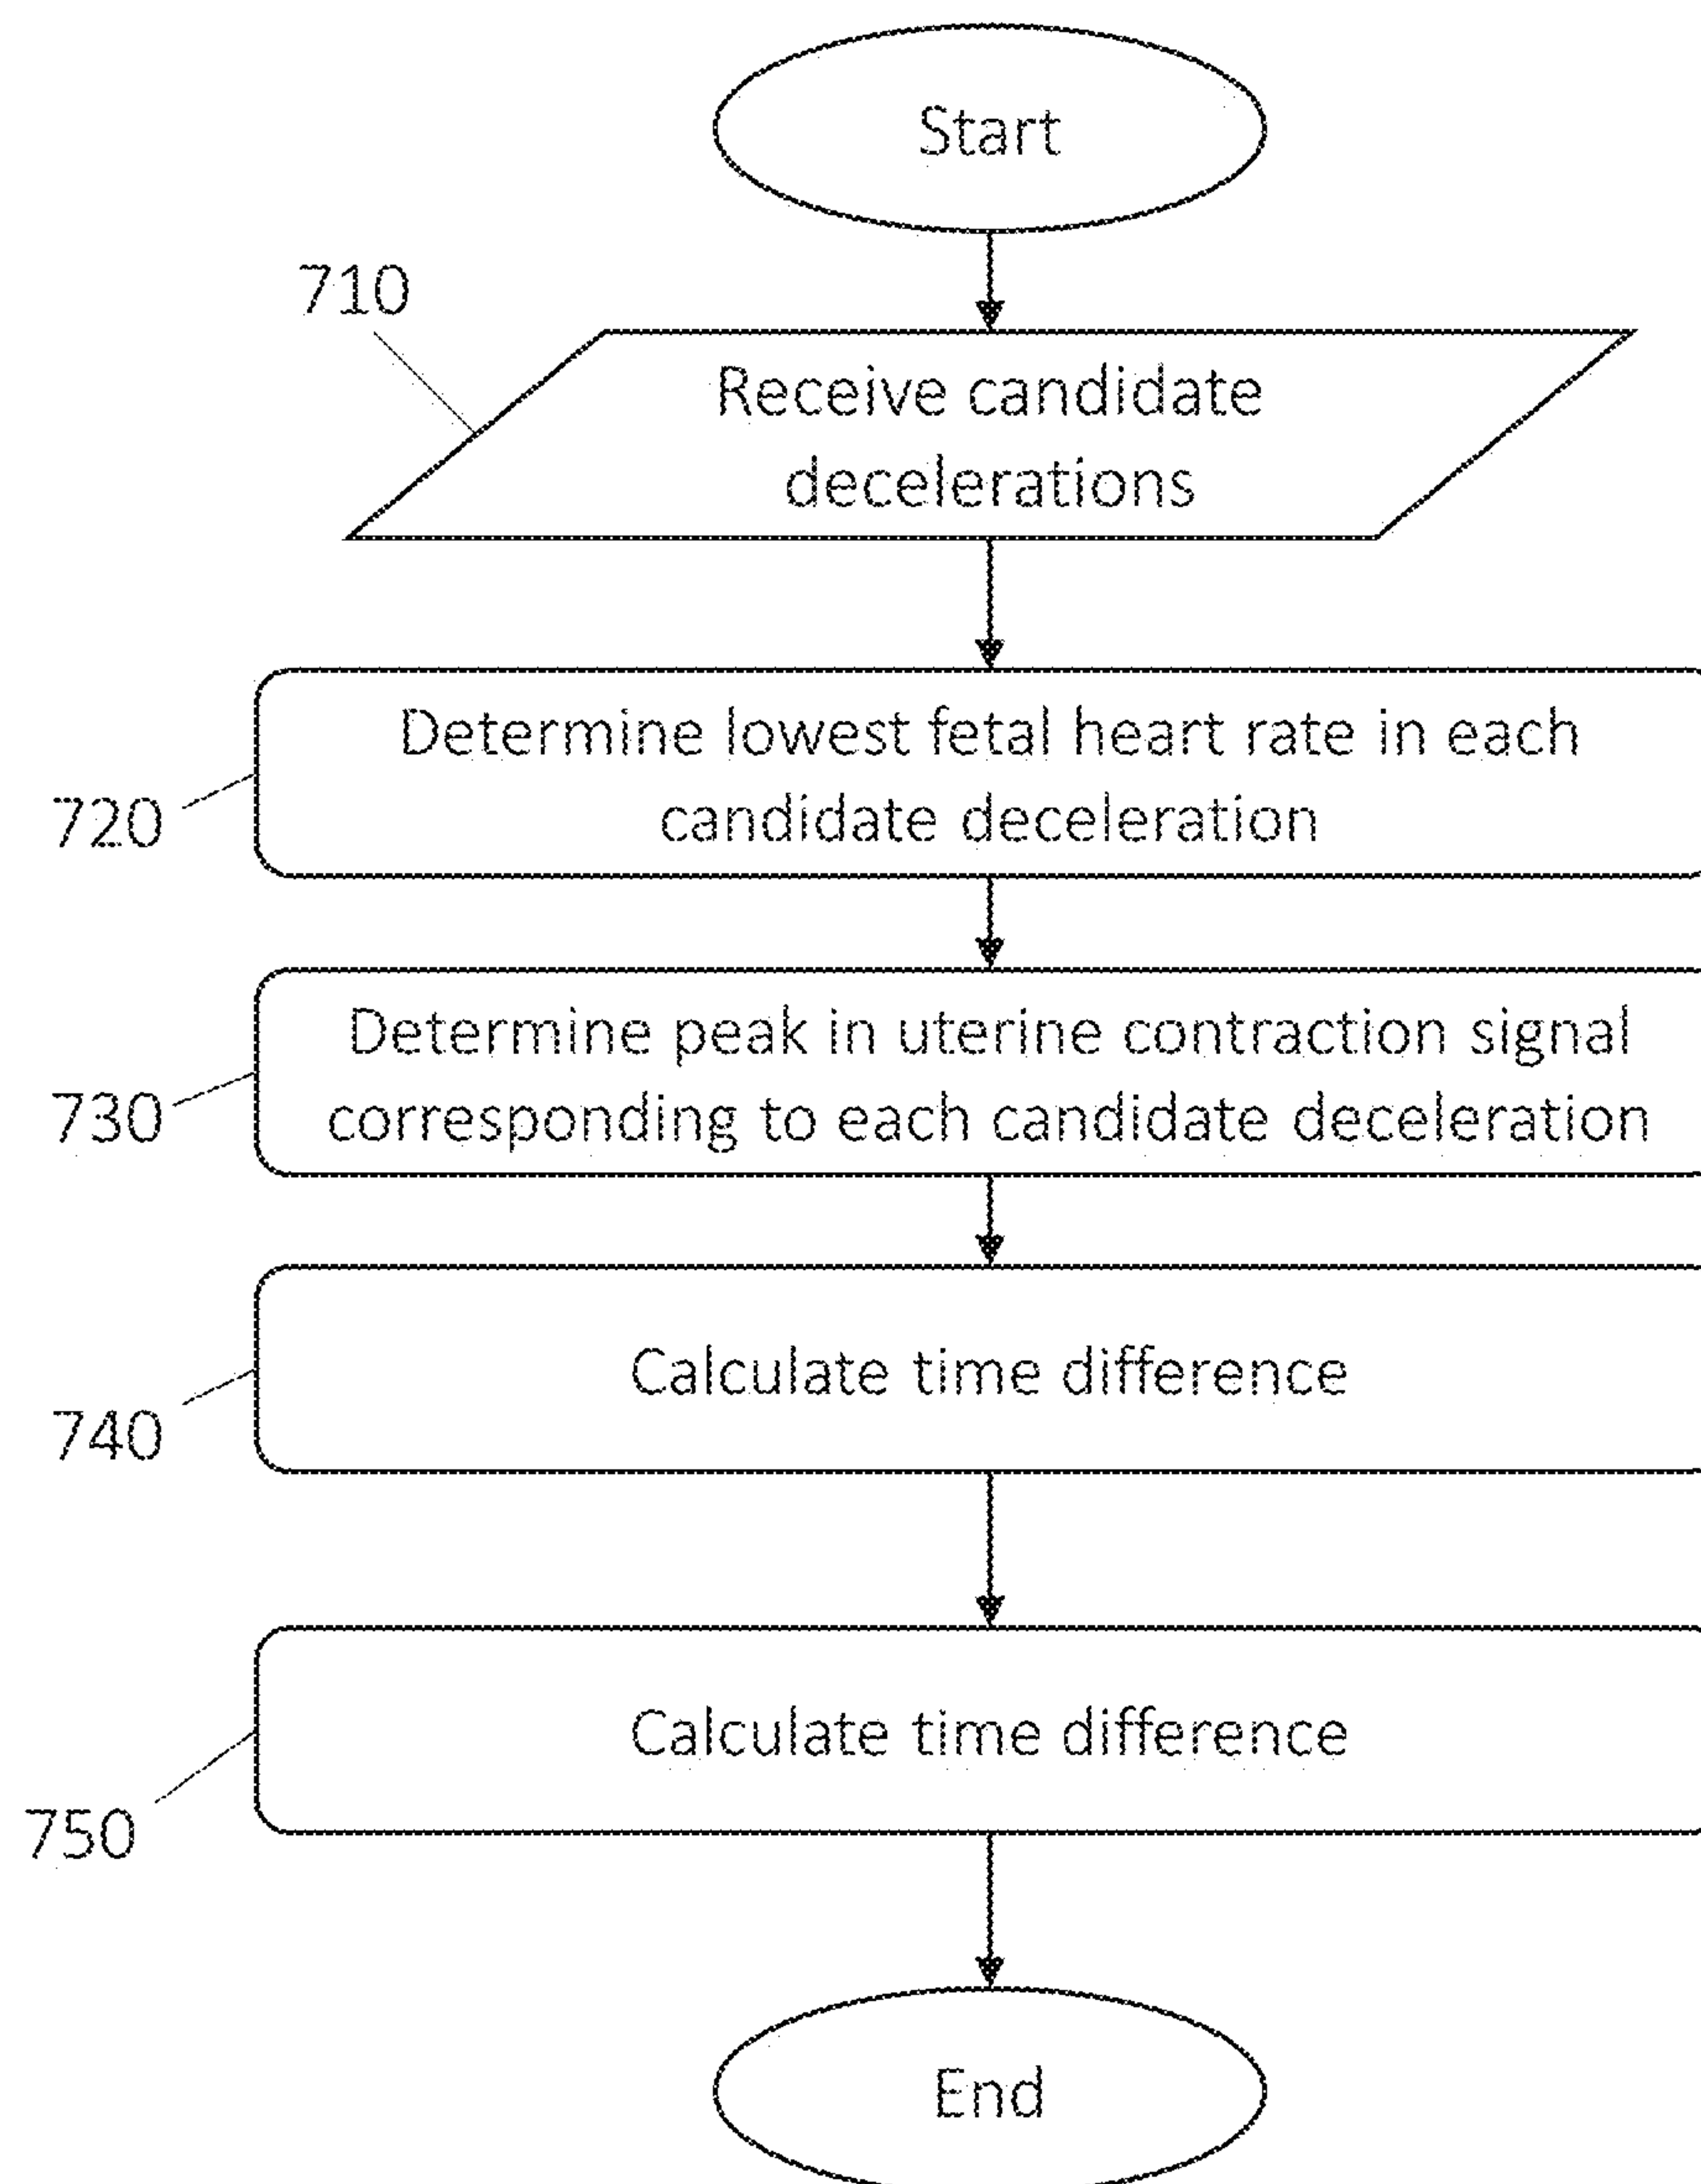 Start
710
Receive candidate
decelerations
Determine lowest fetal heart rate in each
candidate deceleration
720
Determine peak in uterine contraction signal
corresponding to each candidate deceleration
730
Calculate time difference
740
Calculate time difference
750
End